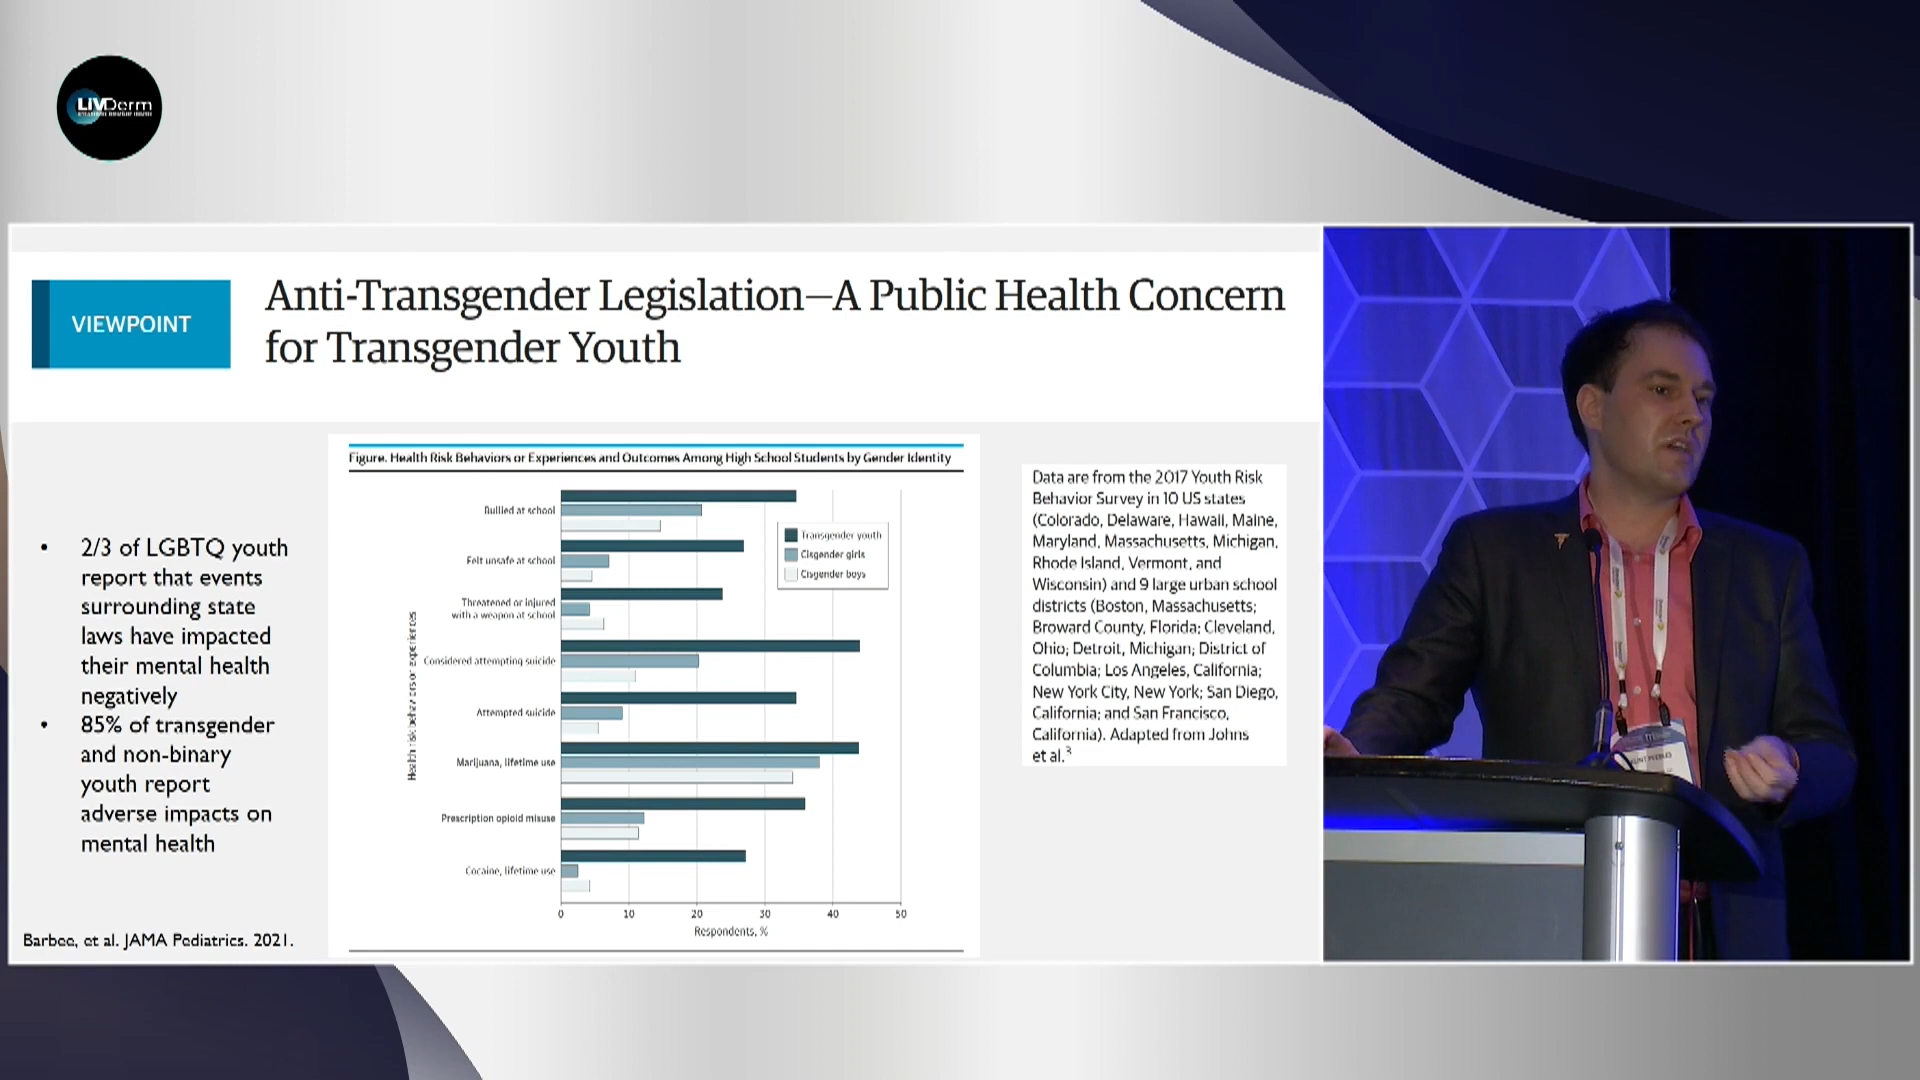 LIVDerm
VIEWPOINT
Anti-Transgender Legislation—A Public Health Concern
for Transgender Youth
• 2/3 of LGBTQ youth
report that events
surrounding state
laws have impacted
their mental health
negatively
• 85% of transgender
and non-binary
youth report
adverse impacts on
mental health
Barbee, et al. JAMA Pediatrics. 2021.
Figure. Health Risk Behaviors or Experiences and Outcomes Among High School Students by Gender Identity
Health risk behaviors or experiences
Bullied at school
Felt unsafe at school
Threatened or injured
with a weapon at school
Considered attempting suicide
Attempted suicide
Marijuana, lifetime use
Prescription opioid misuse
Cocaine, lifetime use
Transgender youth
Cisgender girls
Cisgender boys
0 10 20 30 40 50
Respondents, %
Data are from the 2017 Youth Risk
Behavior Survey in 10 US states
(Colorado, Delaware, Hawaii, Maine,
Maryland, Massachusetts, Michigan,
Rhode Island, Vermont, and
Wisconsin) and 9 large urban school
districts (Boston, Massachusetts;
Broward County, Florida; Cleveland,
Ohio; Detroit, Michigan; District of
Columbia; Los Angeles, California;
New York City, New York; San Diego,
California; and San Francisco,
California). Adapted from Johns
et al.3